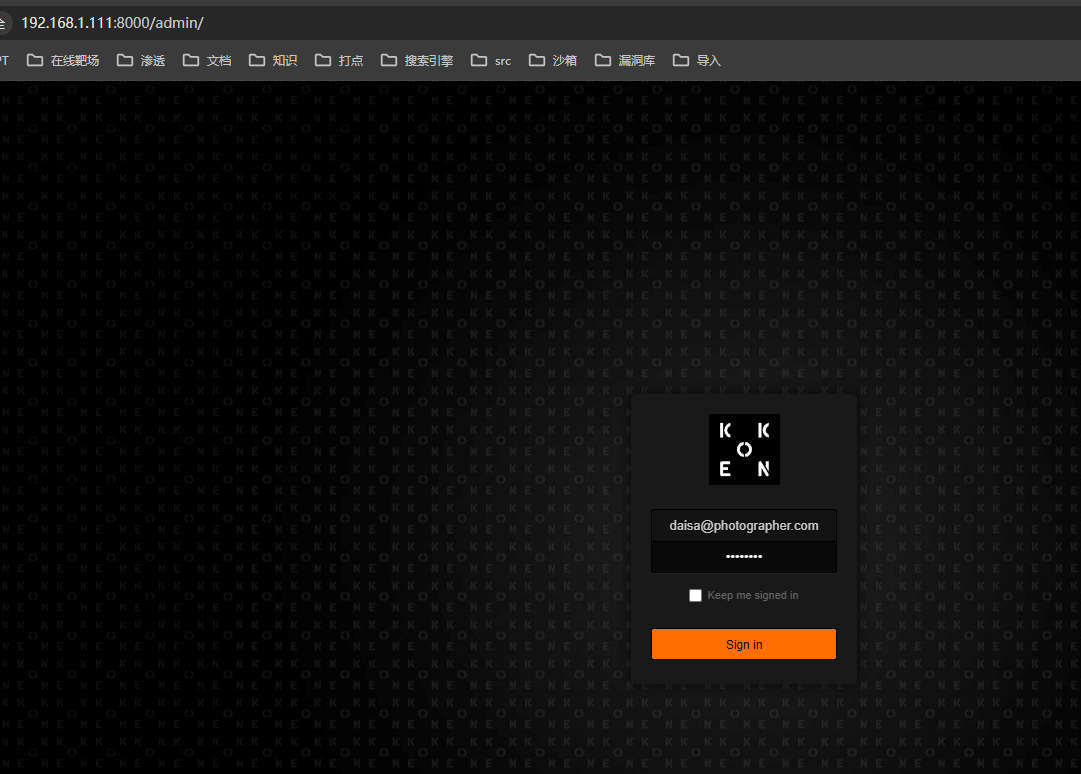 192.168.1.111:8000/admin/
在线靶场 渗透 文档 知识 打点 搜索引擎 src 沙箱 漏洞库 导入
K K
O
E N
daisa@photographer.com
Keep me signed in
Sign in